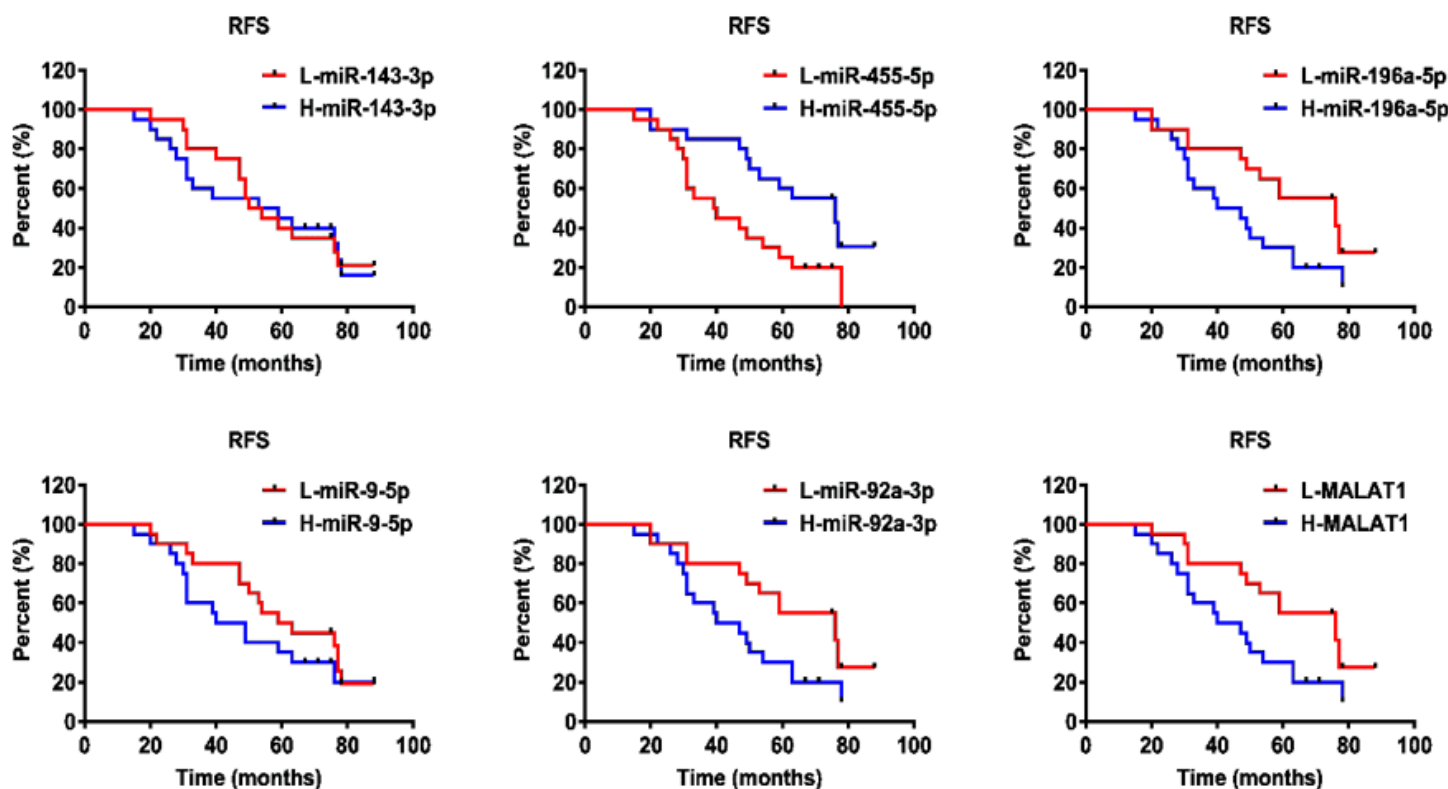 RFS
L-miR-143-3p
H-miR-143-3p
Percent (%)
120
100
80
60
40
20
0
0 20 40 60 80 100
Time (months)
RFS
L-miR-455-5p
H-miR-455-5p
Percent (%)
120
100
80
60
40
20
0
0 20 40 60 80 100
Time (months)
RFS
L-miR-196a-5p
H-miR-196a-5p
Percent (%)
120
100
80
60
40
20
0
0 20 40 60 80 100
Time (months)
RFS
L-miR-9-5p
H-miR-9-5p
Percent (%)
120
100
80
60
40
20
0
0 20 40 60 80 100
Time (months)
RFS
L-miR-92a-3p
H-miR-92a-3p
Percent (%)
120
100
80
60
40
20
0
0 20 40 60 80 100
Time (months)
RFS
L-MALAT1
H-MALAT1
Percent (%)
120
100
80
60
40
20
0
0 20 40 60 80 100
Time (months)